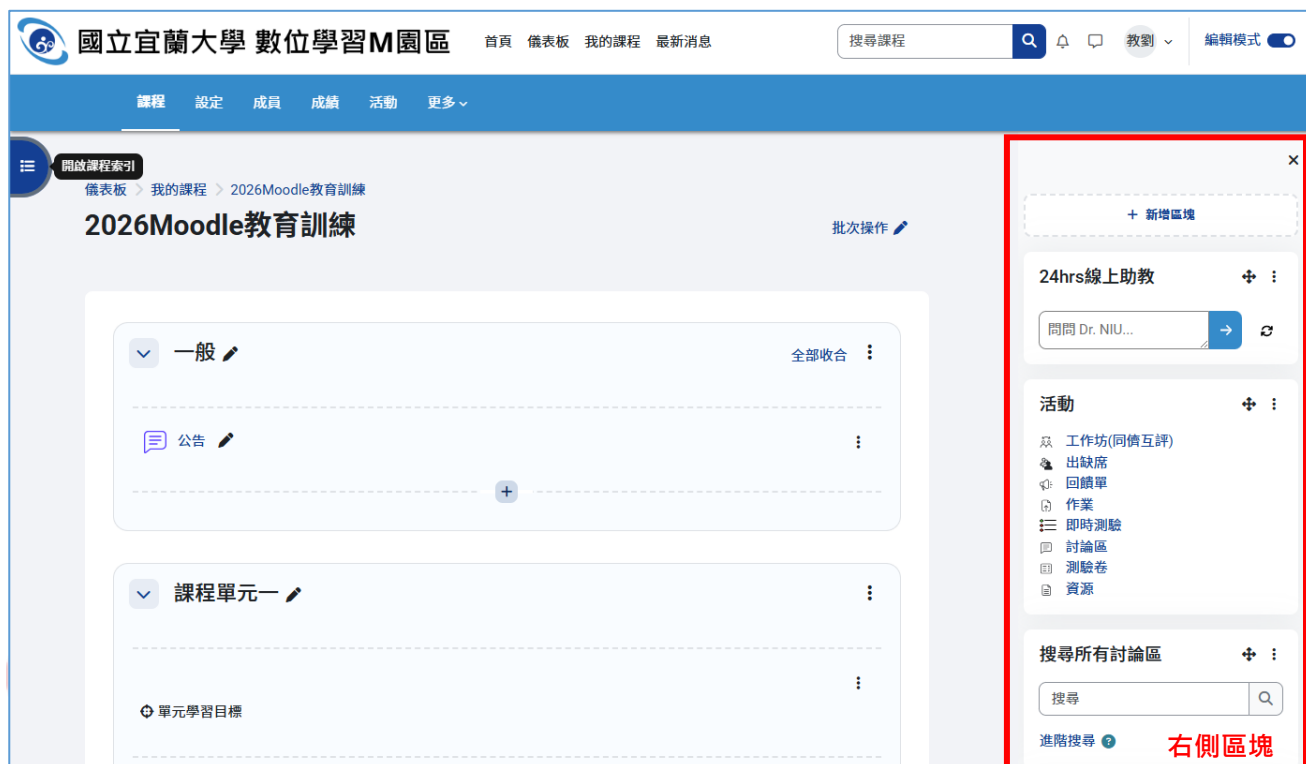 國立宜蘭大學 數位學習M園區
首頁 儀表板 我的課程 最新消息
搜尋課程
教劉
編輯模式
課程 設定 成員 成績 活動 更多
開啟課程索引
儀表板 > 我的課程 > 2026Moodle教育訓練
2026Moodle教育訓練
批次操作
一般
全部收合
公告
課程單元一
單元學習目標
+ 新增區塊
24hrs線上助教
問問 Dr. NIU...
活動
工作坊(同儕互評)
出缺席
回饋單
作業
即時測驗
討論區
測驗卷
資源
搜尋所有討論區
搜尋
進階搜尋 ?
右側區塊